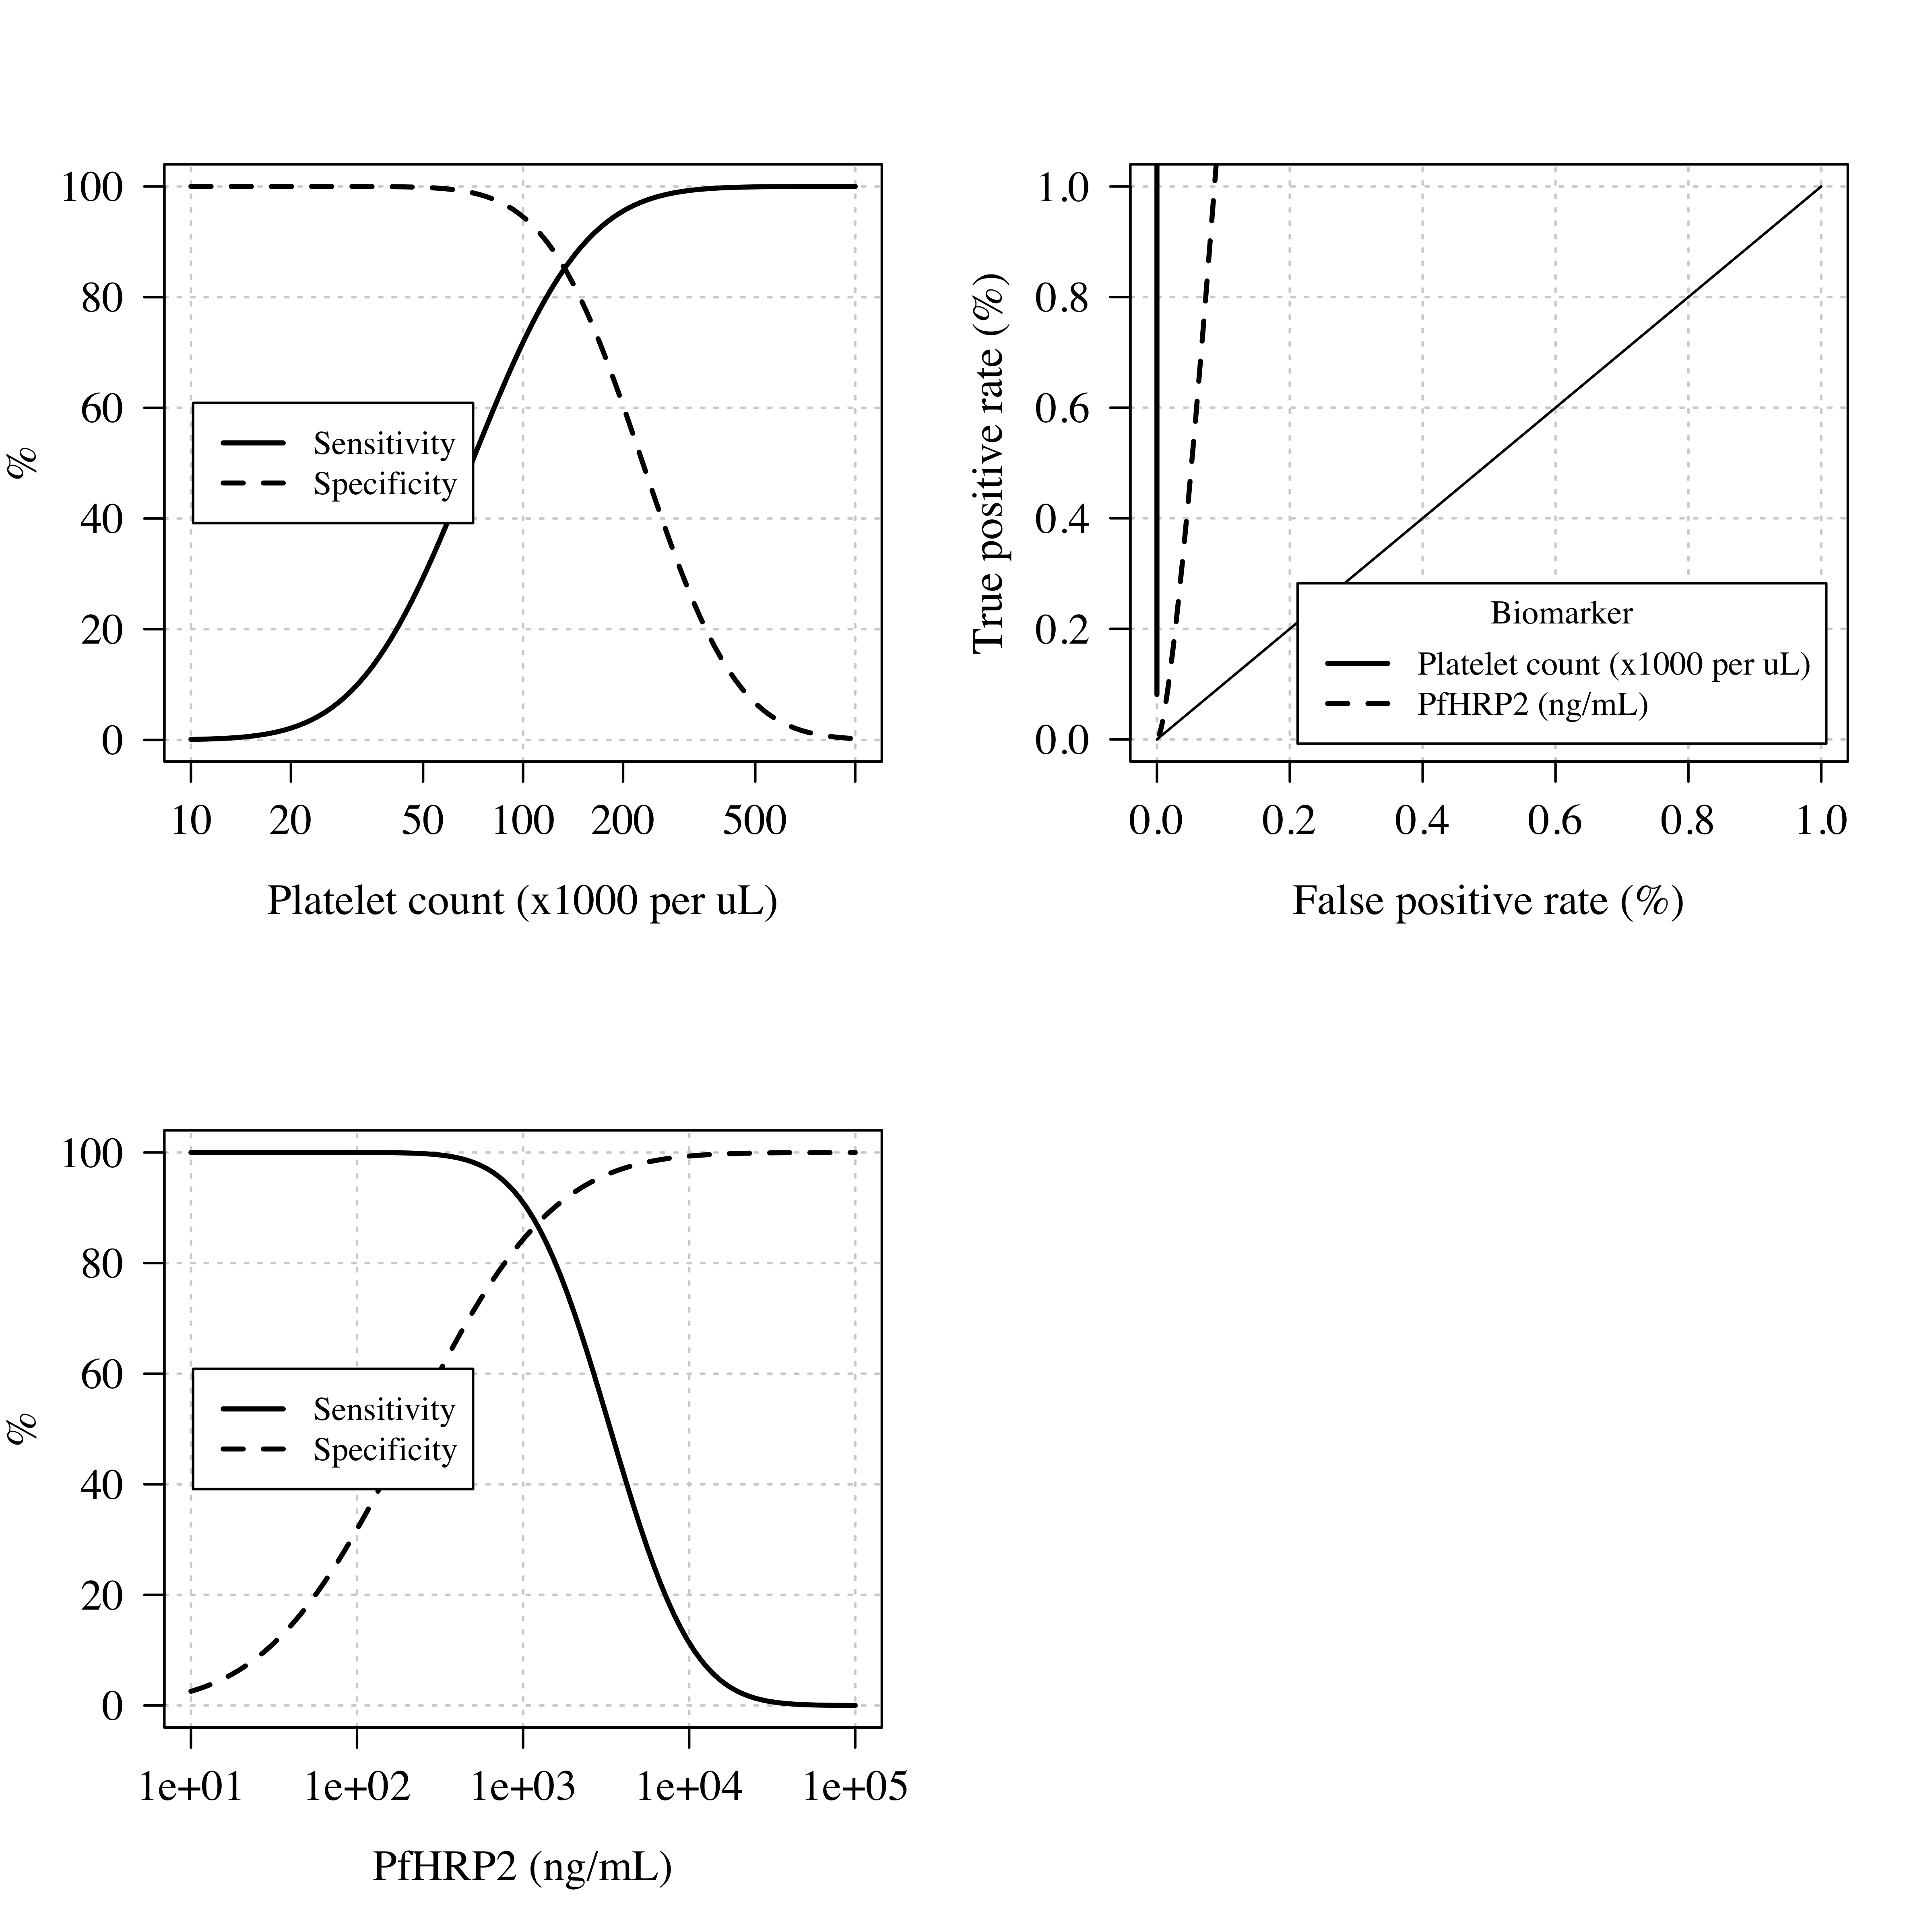 100
80
60
40
20
0
%
Sensitivity
Specificity
10 20 50 100 200 500
Platelet count (x1000 per uL)
1.0
0.8
0.6
0.4
0.2
0.0
True positive rate (%)
Biomarker
Platelet count (x1000 per uL)
PfHRP2 (ng/mL)
0.0 0.2 0.4 0.6 0.8 1.0
False positive rate (%)
100
80
60
40
20
0
%
Sensitivity
Specificity
1e+01 1e+02 1e+03 1e+04 1e+05
PfHRP2 (ng/mL)